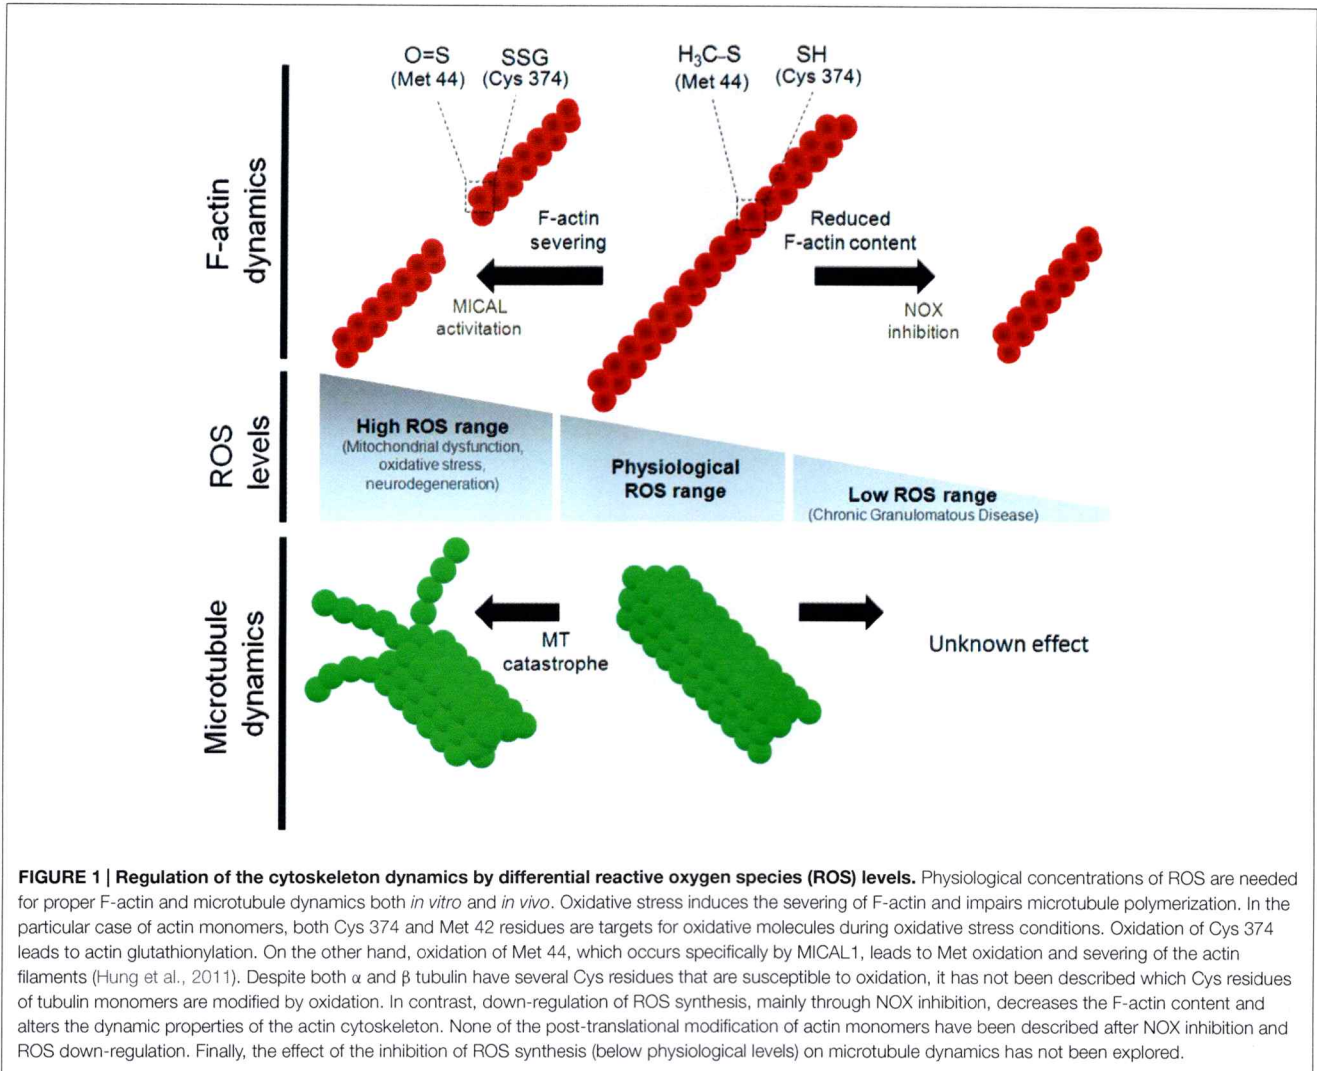 O=S
(Met 44)
SSG
(Cys 374)
H₃C–S
(Met 44)
SH
(Cys 374)
F-actin
dynamics
F-actin
severing
MICAL
activitation
Reduced
F-actin content
NOX
inhibition
ROS
levels
High ROS range
(Mitochondrial dysfunction,
oxidative stress,
neurodegeneration)
Physiological
ROS range
Low ROS range
(Chronic Granulomatous Disease)
Microtubule
dynamics
MT
catastrophe
Unknown effect
FIGURE 1 | Regulation of the cytoskeleton dynamics by differential reactive oxygen species (ROS) levels. Physiological concentrations of ROS are needed
for proper F-actin and microtubule dynamics both in vitro and in vivo. Oxidative stress induces the severing of F-actin and impairs microtubule polymerization. In the
particular case of actin monomers, both Cys 374 and Met 42 residues are targets for oxidative molecules during oxidative stress conditions. Oxidation of Cys 374
leads to actin glutathionylation. On the other hand, oxidation of Met 44, which occurs specifically by MICAL1, leads to Met oxidation and severing of the actin
filaments (Hung et al., 2011). Despite both α and β tubulin have several Cys residues that are susceptible to oxidation, it has not been described which Cys residues
of tubulin monomers are modified by oxidation. In contrast, down-regulation of ROS synthesis, mainly through NOX inhibition, decreases the F-actin content and
alters the dynamic properties of the actin cytoskeleton. None of the post-translational modification of actin monomers have been described after NOX inhibition and
ROS down-regulation. Finally, the effect of the inhibition of ROS synthesis (below physiological levels) on microtubule dynamics has not been explored.